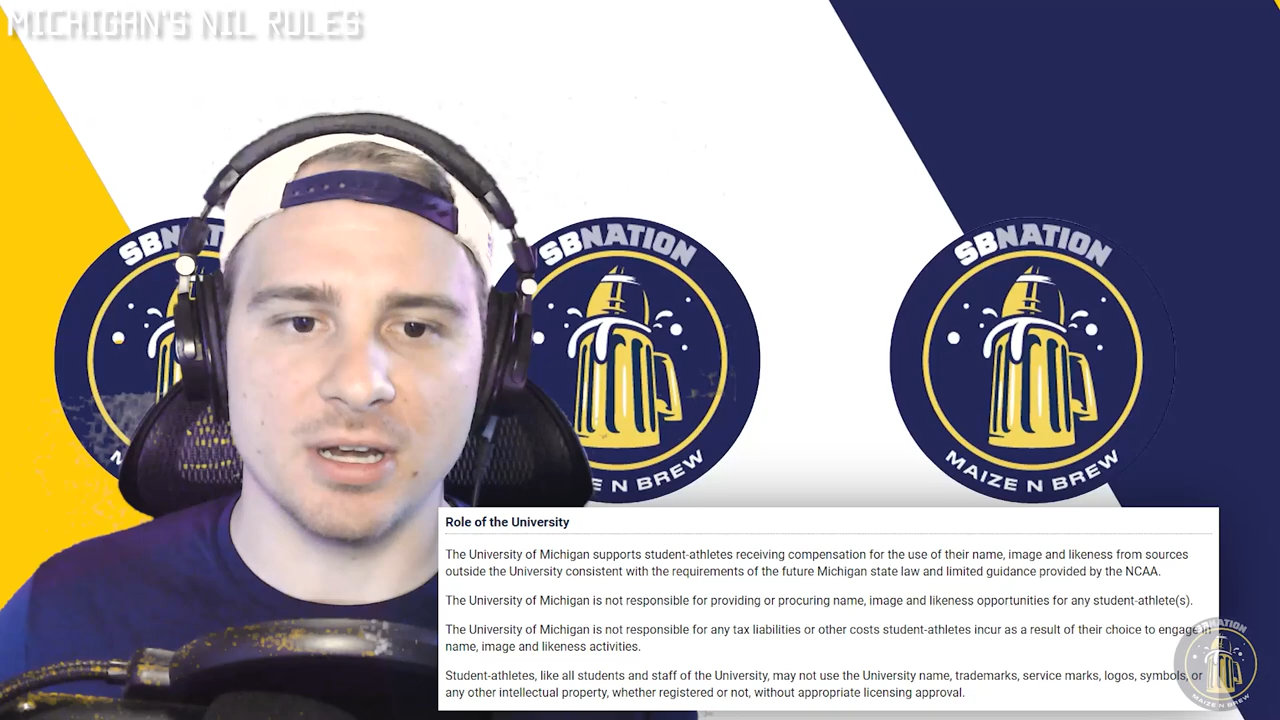 MICHIGAN'S NIL RULES
SBNAT
SBNATION
SBNATION
E N BREW
MAIZE N BREW
Role of the University
The University of Michigan supports student-athletes receiving compensation for the use of their name, image and likeness from sources
outside the University consistent with the requirements of the future Michigan state law and limited guidance provided by the NCAA.
The University of Michigan is not responsible for providing or procuring name, image and likeness opportunities for any student-athlete(s).
The University of Michigan is not responsible for any tax liabilities or other costs student-athletes incur as a result of their choice to engage in
name, image and likeness activities.
Student-athletes, like all students and staff of the University, may not use the University name, trademarks, service marks, logos, symbols, or
any other intellectual property, whether registered or not, without appropriate licensing approval.
SBNATION
MAIZE N BREW